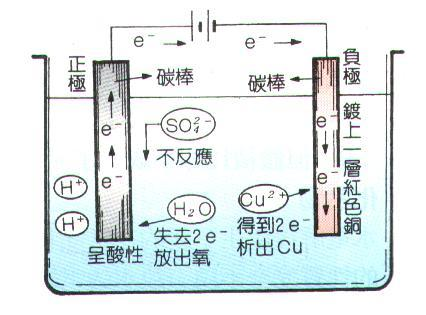 e⁻
e⁻
正極
負極
碳棒
碳棒
e⁻
e⁻
SO₄²⁻
不反應
鍍上一層紅色銅
e⁻
e⁻
H⁺
H⁺
H₂O
Cu²⁺
失去2e⁻
放出氧
得到2e⁻
析出Cu
呈酸性